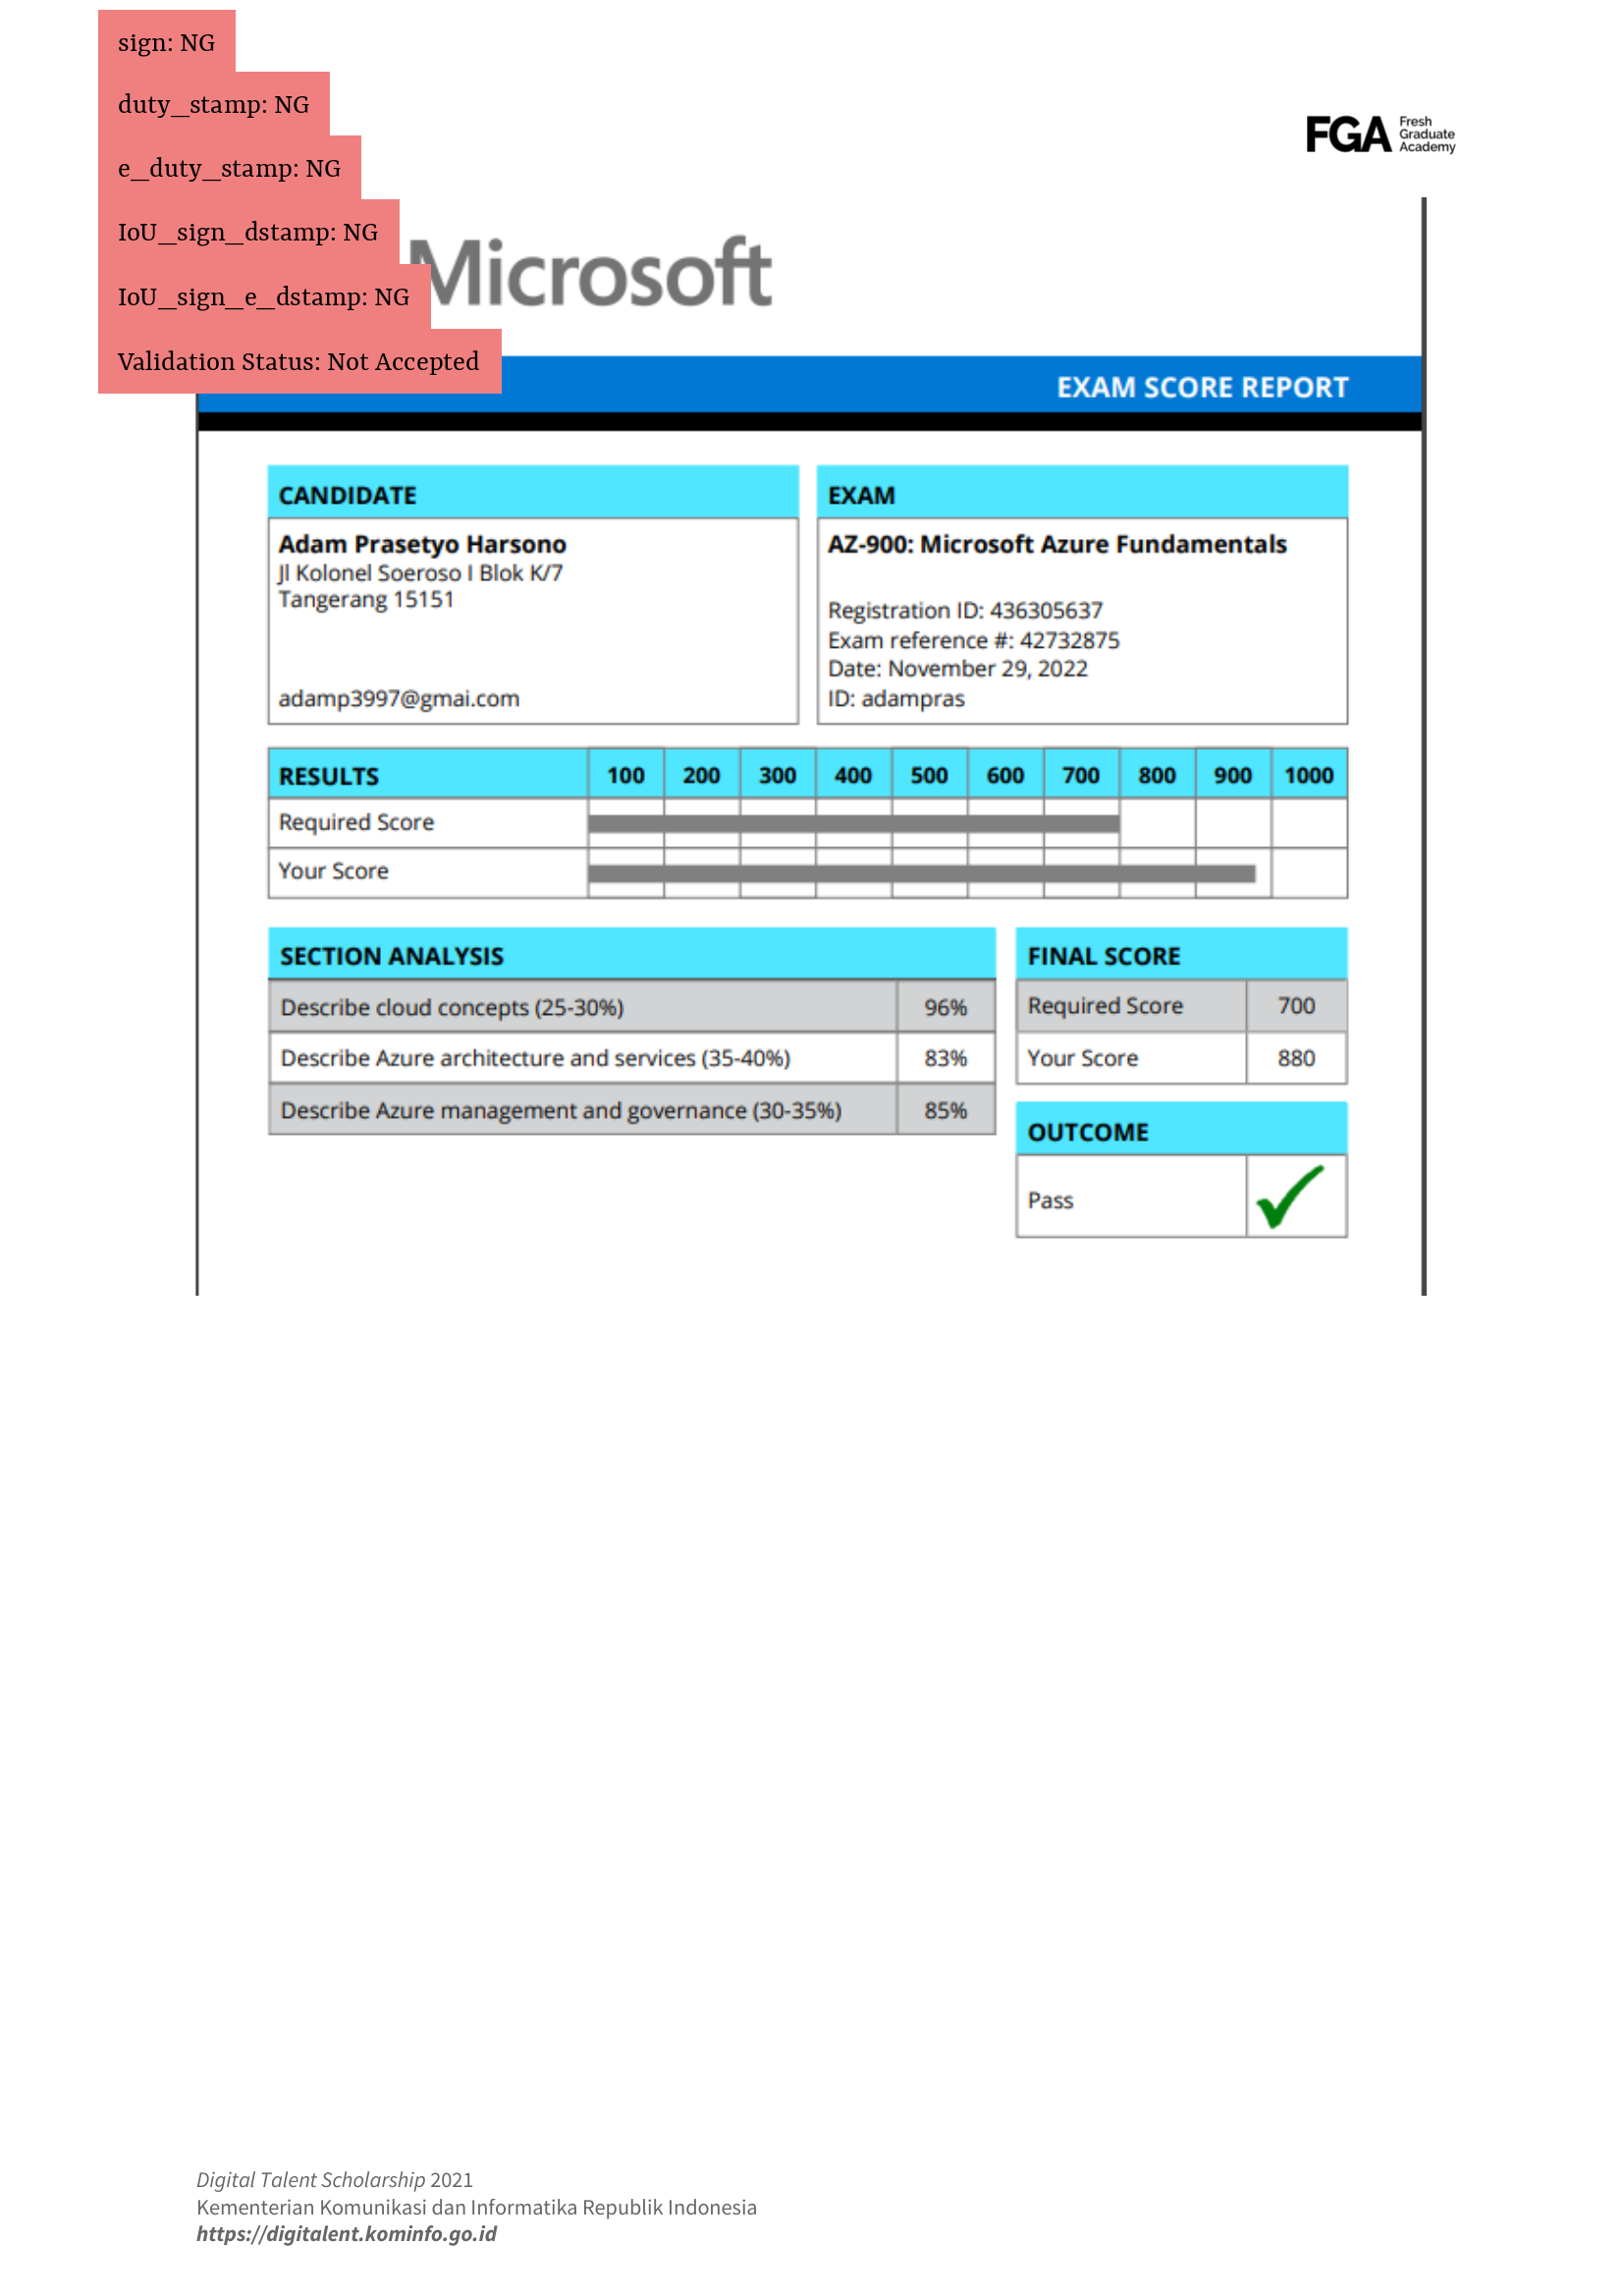 sign: NG
duty_stamp: NG
e_duty_stamp: NG
IoU_sign_dstamp: NG
IoU_sign_e_dstamp: NG
Validation Status: Not Accepted
FGA Fresh
Graduate
Academy
Microsoft
EXAM SCORE REPORT
CANDIDATE
Adam Prasetyo Harsono
Jl Kolonel Soeroso I Blok K/7
Tangerang 15151
adamp3997@gmai.com
EXAM
AZ-900: Microsoft Azure Fundamentals
Registration ID: 436305637
Exam reference #: 42732875
Date: November 29, 2022
ID: adampras
RESULTS 100 200 300 400 500 600 700 800 900 1000
Required Score
Your Score
SECTION ANALYSIS
Describe cloud concepts (25-30%) 96%
Describe Azure architecture and services (35-40%) 83%
Describe Azure management and governance (30-35%) 85%
FINAL SCORE
Required Score 700
Your Score 880
OUTCOME
Pass
Digital Talent Scholarship 2021
Kementerian Komunikasi dan Informatika Republik Indonesia
https://digitalent.kominfo.go.id